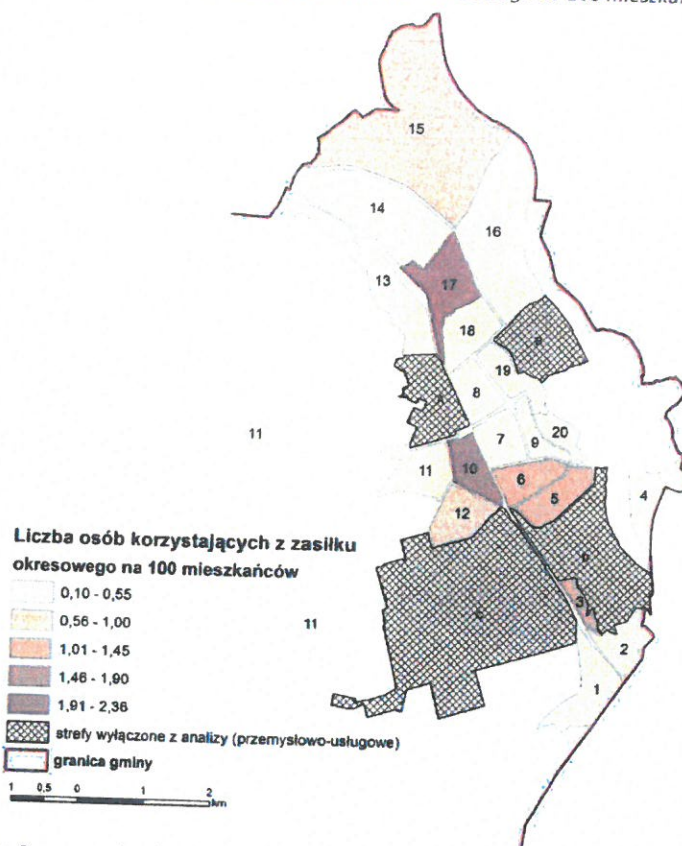 15
14
16
13
17
18
19
8
11
20
7
9
11
10
6
5
4
12
Liczba osób korzystających z zasiłku
okresowego na 100 mieszkańców
0,10 - 0,55
0,56 - 1,00
11
3
1,01 - 1,45
2
1,46 - 1,90
1
1,91 - 2,36
strefy wyłączone z analizy (przemysłowo-usługowe)
granica gminy
1 0,5 0 1 2
km